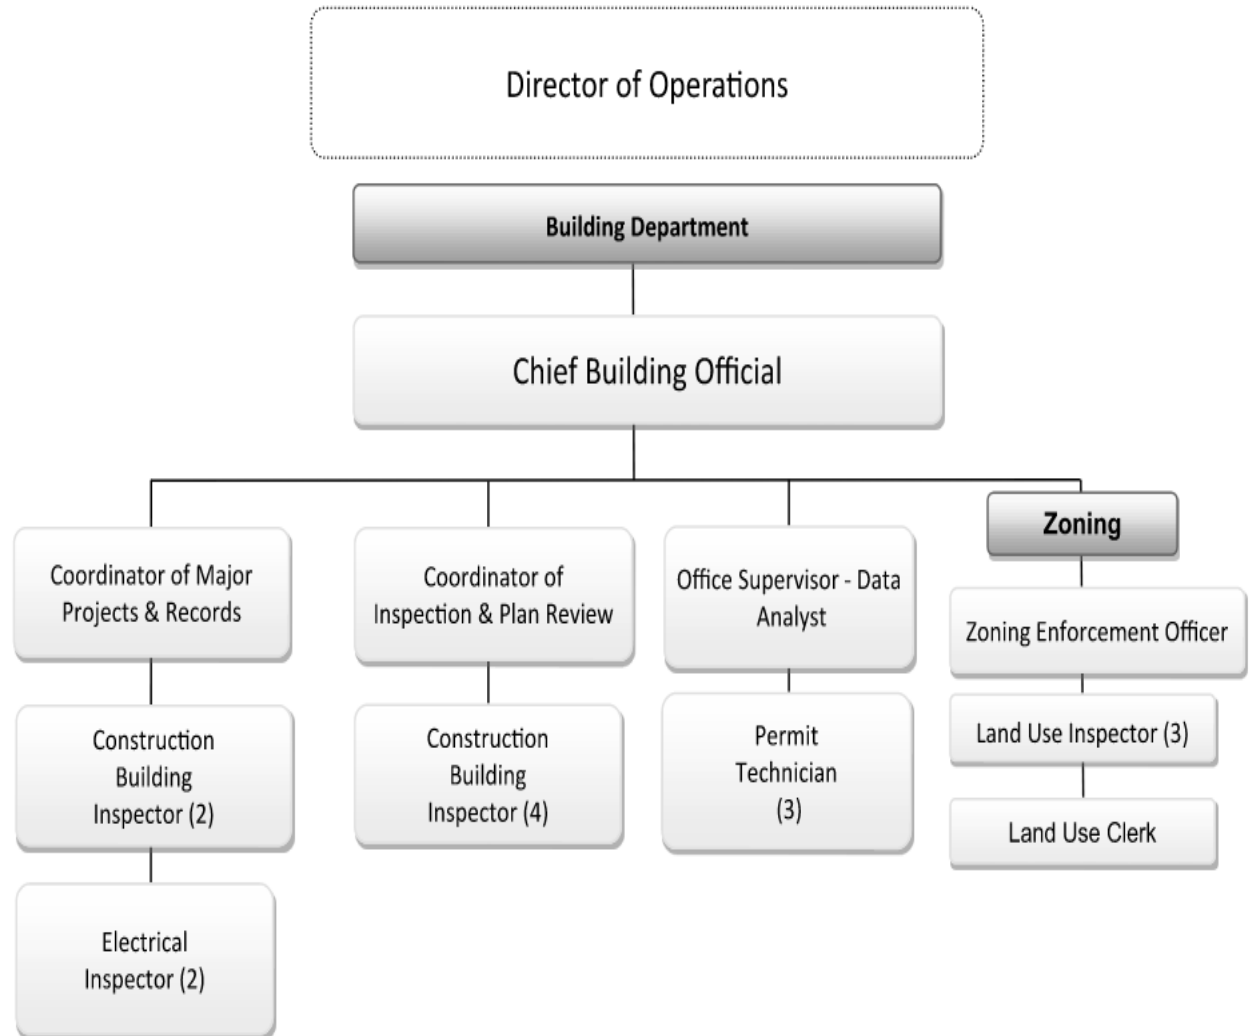 Director of Operations
Building Department
Chief Building Official
Coordinator of Major
Projects & Records
Construction
Building
Inspector (2)
Electrical
Inspector (2)
Coordinator of
Inspection & Plan Review
Construction
Building
Inspector (4)
Office Supervisor - Data
Analyst
Permit
Technician
(3)
Zoning
Zoning Enforcement Officer
Land Use Inspector (3)
Land Use Clerk